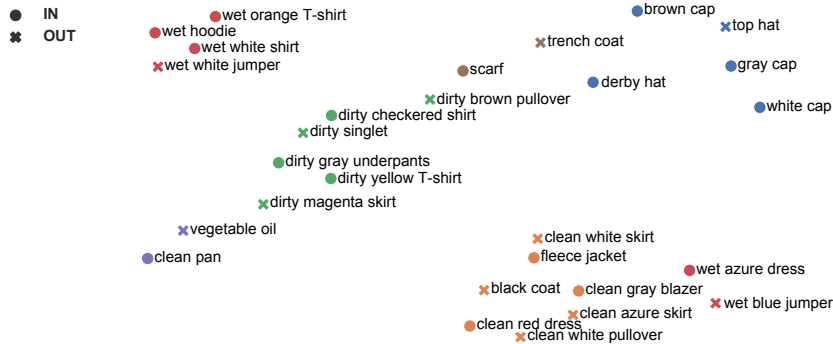 IN
OUT
wet orange T-shirt
wet hoodie
wet white shirt
wet white jumper
brown cap
top hat
trench coat
scarf
gray cap
derby hat
white cap
dirty brown pullover
dirty checkered shirt
dirty singlet
dirty gray underpants
dirty yellow T-shirt
dirty magenta skirt
vegetable oil
clean pan
clean white skirt
fleece jacket
wet azure dress
black coat
clean gray blazer
wet blue jumper
clean azure skirt
clean red dress
clean white pullover